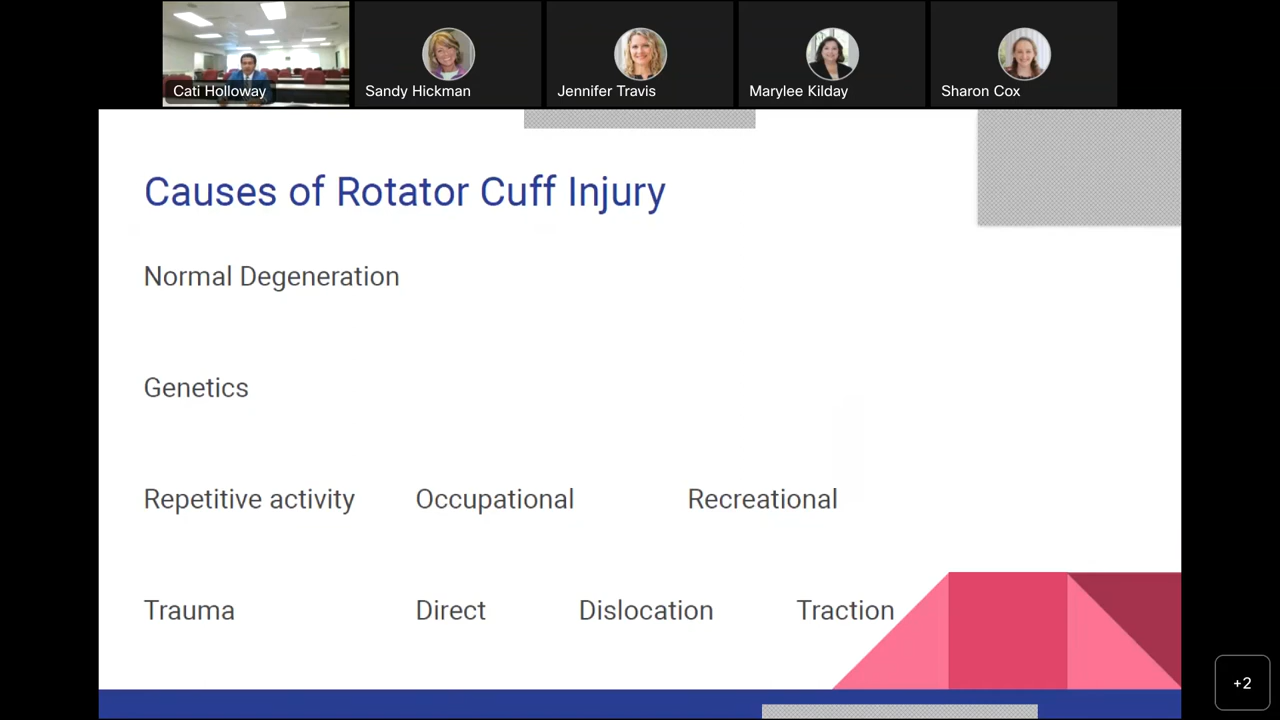 Cati Holloway
Sandy Hickman
Jennifer Travis
Marylee Kilday
Sharon Cox
Causes of Rotator Cuff Injury
Normal Degeneration
Genetics
Repetitive activity Occupational Recreational
Trauma Direct Dislocation Traction
+2